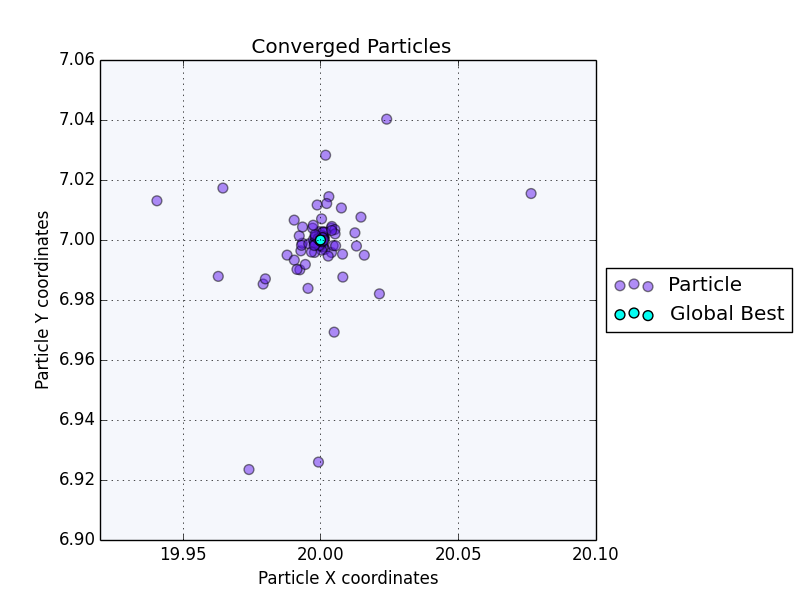 Converged Particles
7.06
7.04
7.02
7.00
6.98
6.96
6.94
6.92
6.90
19.95 20.00 20.05 20.10
Particle X coordinates
Particle Y coordinates
Particle
Global Best